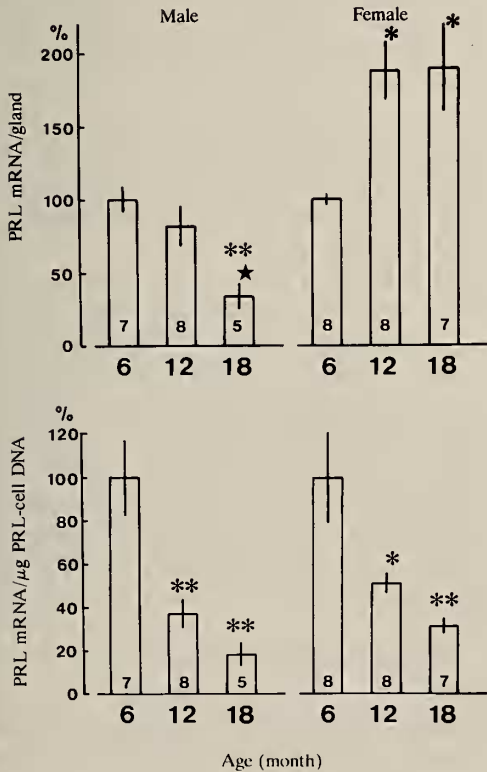 Male Female
%
PRL mRNA/gland
200
150
100
50
0
* *
**
★
7 8 5 8 8 7
6 12 18 6 12 18
%
PRL mRNA/μg PRL-cell DNA
120
100
80
60
40
20
0
** ** * **
7 8 5 8 8 7
6 12 18 6 12 18
Age (month)